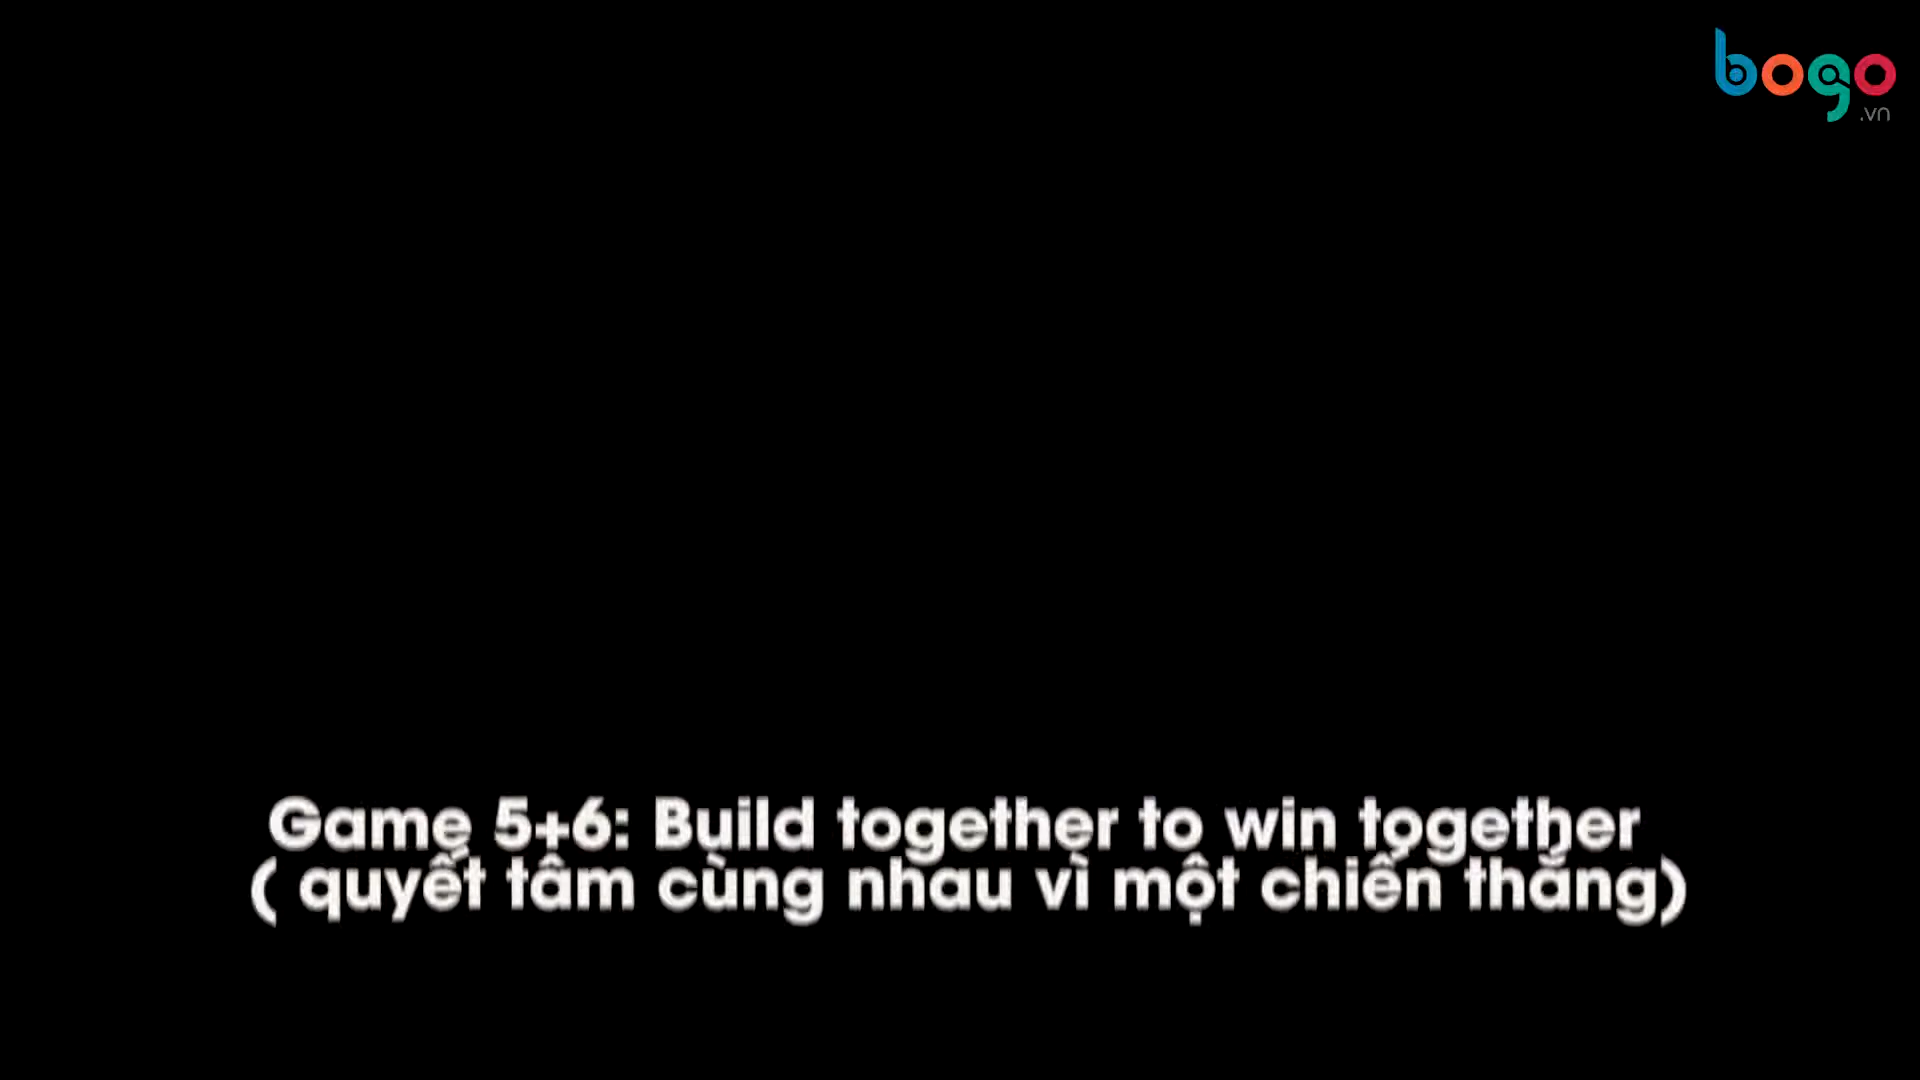 bogo
.vn
Game 5+6: Build together to win together
( quyết tâm cùng nhau vì một chiến thắng)